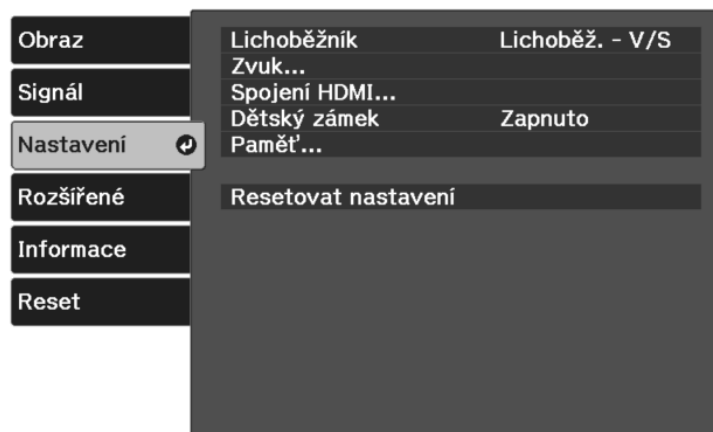 Obraz
Signál
Nastavení
Rozšířené
Informace
Reset
Lichoběžník Lichoběž. - V/S
Zvuk...
Spojení HDMI...
Dětský zámek Zapnuto
Paměť...
Resetovat nastavení